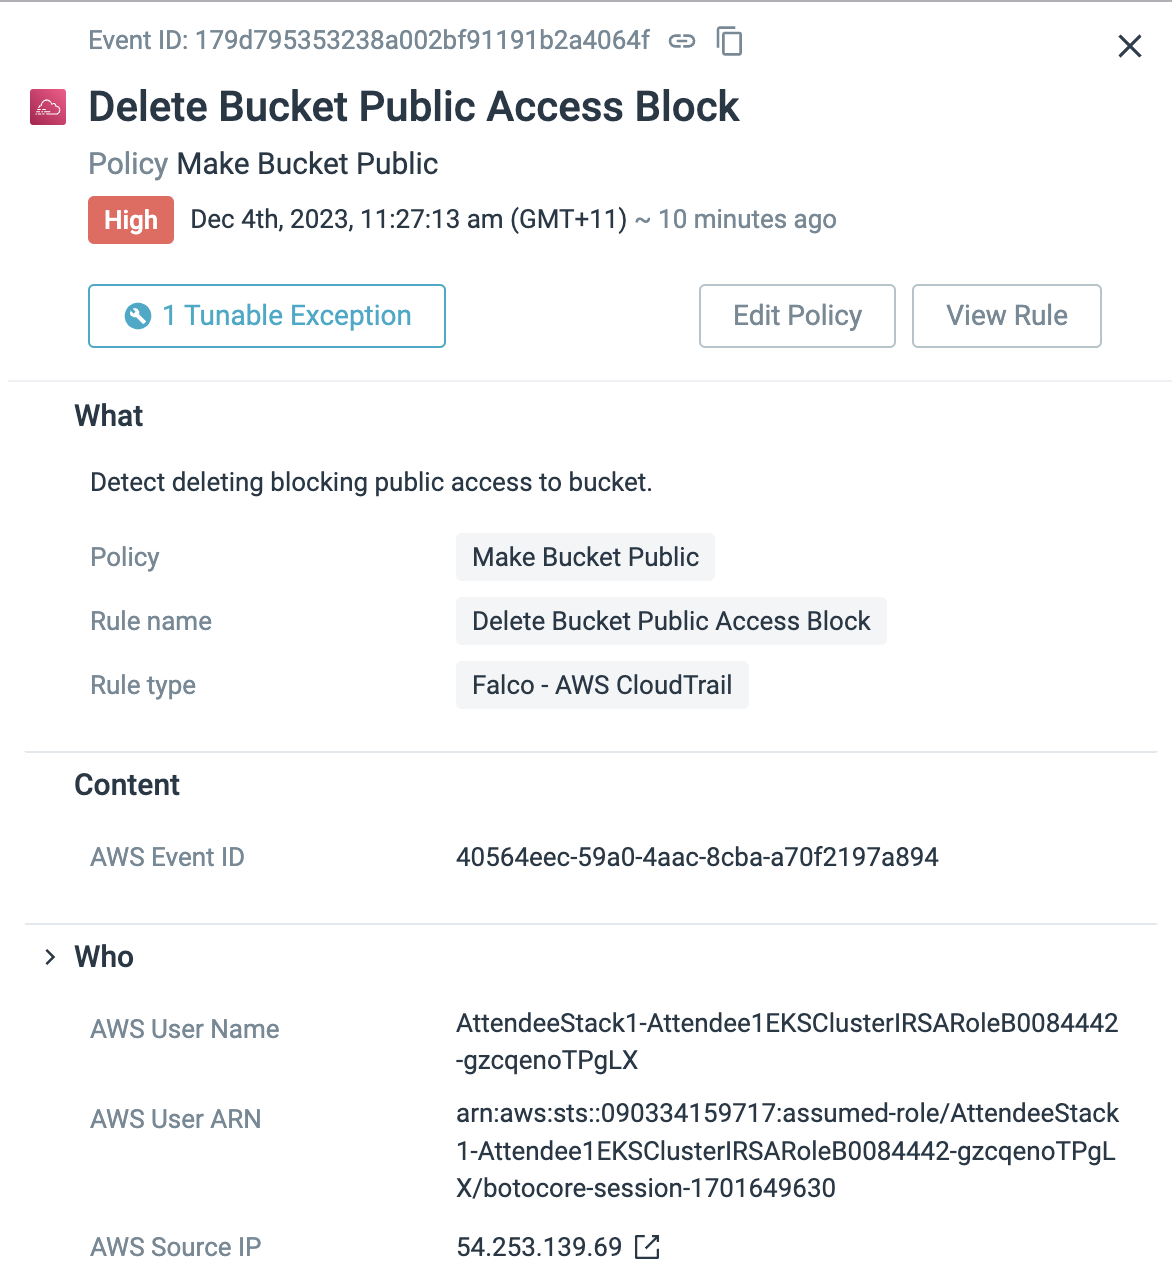 Event ID: 179d795353238a002bf91191b2a4064f
Delete Bucket Public Access Block
Policy Make Bucket Public
High Dec 4th, 2023, 11:27:13 am (GMT+11) ~ 10 minutes ago
1 Tunable Exception Edit Policy View Rule
What
Detect deleting blocking public access to bucket.
Policy Make Bucket Public
Rule name Delete Bucket Public Access Block
Rule type Falco - AWS CloudTrail
Content
AWS Event ID 40564eec-59a0-4aac-8cba-a70f2197a894
Who
AWS User Name AttendeeStack1-Attendee1EKSClusterIRSARoleB0084442
-gzcqenoTPgLX
AWS User ARN arn:aws:sts::090334159717:assumed-role/AttendeeStack
1-Attendee1EKSClusterIRSARoleB0084442-gzcqenoTPgL
X/botocore-session-1701649630
AWS Source IP 54.253.139.69